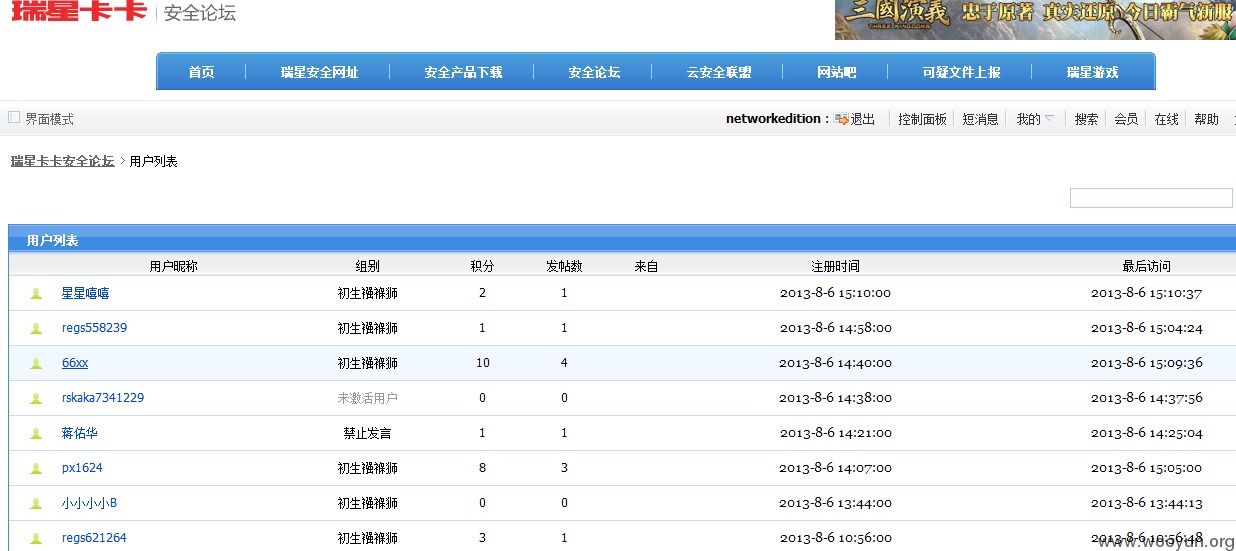 瑞星卡卡 安全论坛
三國演義 THREE KINGDOMS 忠于原著 真实还原 今日霸气新服
首页 瑞星安全网址 安全产品下载 安全论坛 云安全联盟 网站吧 可疑文件上报 瑞星游戏
界面模式 networkedition : 退出 控制面板 短消息 我的 搜索 会员 在线 帮助
瑞星卡卡安全论坛 > 用户列表
用户列表
用户昵称 组别 积分 发帖数 来自 注册时间 最后访问
星星嘻嘻 初生襁褓狮 2 1 2013-8-6 15:10:00 2013-8-6 15:10:37
regs558239 初生襁褓狮 1 1 2013-8-6 14:58:00 2013-8-6 15:04:24
66xx 初生襁褓狮 10 4 2013-8-6 14:40:00 2013-8-6 15:09:36
rskaka7341229 未激活用户 0 0 2013-8-6 14:38:00 2013-8-6 14:37:56
蒋佑华 禁止发言 1 1 2013-8-6 14:21:00 2013-8-6 14:25:04
px1624 初生襁褓狮 8 3 2013-8-6 14:07:00 2013-8-6 15:05:00
小小小小B 初生襁褓狮 0 0 2013-8-6 13:44:00 2013-8-6 13:44:13
regs621264 初生襁褓狮 3 1 2013-8-6 10:56:00 2013-8-6 10:56:48
www.wooyun.org